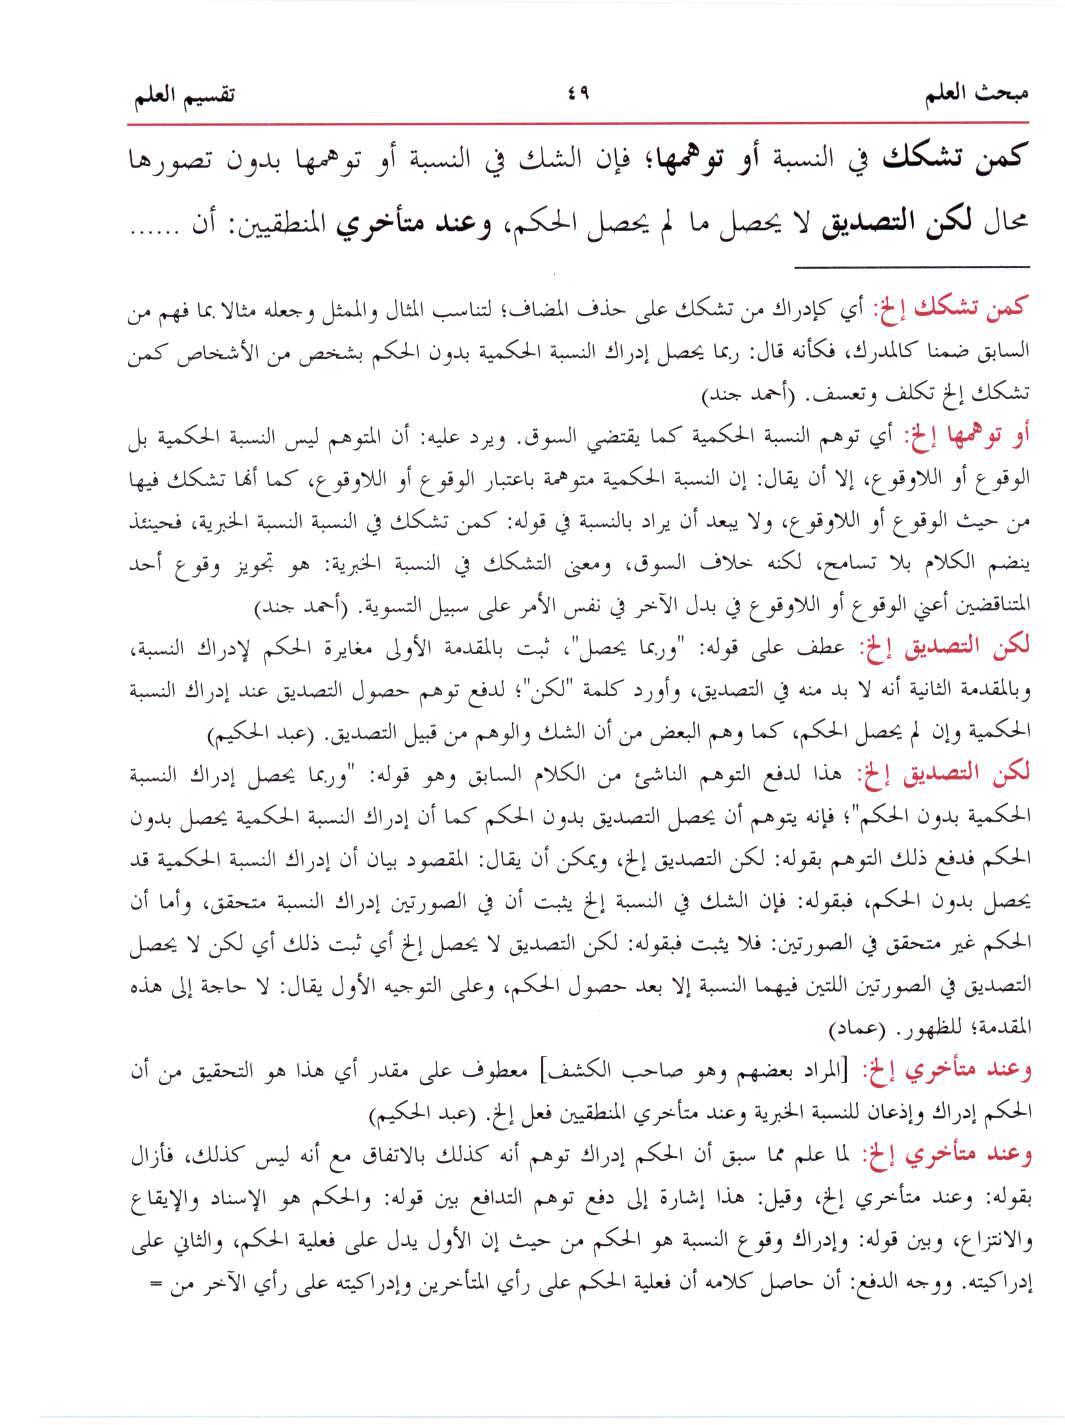 مبحث العلم ٤٩ تقسيم العلم
كمن تشكك في النسبة أو توهمها؛ فإن الشك في النسبة أو توهمها بدون تصورها
محال لكن التصديق لا يحصل ما لم يحصل الحكم، وعند متأخري المنطقيين: أن ......
كمن تشكك إلخ: أي كإدراك من تشكك على حذف المضاف؛ لتناسب المثال والممثل وجعله مثالا بما فهم من
السابق ضمنا كالمدرك، فكأنه قال: ربما يحصل إدراك النسبة الحكمية بدون الحكم بشخص من الأشخاص كمن
تشكك إلخ تكلف وتعسف. (أحمد جند)
أو توهمها إلخ: أي توهم النسبة الحكمية كما يقتضي السوق. ويرد عليه: أن المتوهم ليس النسبة الحكمية بل
الوقوع أو اللاوقوع، إلا أن يقال: إن النسبة الحكمية متوهمة باعتبار الوقوع أو اللاوقوع، كما أنها تشكك فيها
من حيث الوقوع أو اللاوقوع، ولا يبعد أن يراد بالنسبة في قوله: كمن تشكك في النسبة النسبة الخبرية، فحينئذ
ينضم الكلام بلا تسامح، لكنه خلاف السوق، ومعنى التشكك في النسبة الخبرية: هو تجويز وقوع أحد
المتناقضين أعني الوقوع أو اللاوقوع في بدل الآخر في نفس الأمر على سبيل التسوية. (أحمد جند)
لكن التصديق إلخ: عطف على قوله: "وربما يحصل"، ثبت بالمقدمة الأولى مغايرة الحكم لإدراك النسبة،
وبالمقدمة الثانية أنه لا بد منه في التصديق، وأورد كلمة "لكن"؛ لدفع توهم حصول التصديق عند إدراك النسبة
الحكمية وإن لم يحصل الحكم، كما وهم البعض من أن الشك والوهم من قبيل التصديق. (عبد الحكيم)
لكن التصديق إلخ: هذا لدفع التوهم الناشئ من الكلام السابق وهو قوله: "وربما يحصل إدراك النسبة
الحكمية بدون الحكم"؛ فإنه يتوهم أن يحصل التصديق بدون الحكم كما أن إدراك النسبة الحكمية يحصل بدون
الحكم فدفع ذلك التوهم بقوله: لكن التصديق إلخ، ويمكن أن يقال: المقصود بيان أن إدراك النسبة الحكمية قد
يحصل بدون الحكم، فبقوله: فإن الشك في النسبة إلخ يثبت أن في الصورتين إدراك النسبة متحقق، وأما أن
الحكم غير متحقق في الصورتين: فلا يثبت فبقوله: لكن التصديق لا يحصل إلخ أي ثبت ذلك أي لكن لا يحصل
التصديق في الصورتين اللتين فيهما النسبة إلا بعد حصول الحكم، وعلى التوجيه الأول يقال: لا حاجة إلى هذه
المقدمة؛ للظهور. (عماد)
وعند متأخري إلخ: [المراد بعضهم وهو صاحب الكشف] معطوف على مقدر أي هذا هو التحقيق من أن
الحكم إدراك وإذعان للنسبة الخبرية وعند متأخري المنطقيين فعل إلخ. (عبد الحكيم)
وعند متأخري إلخ: لما علم مما سبق أن الحكم إدراك توهم أنه كذلك بالاتفاق مع أنه ليس كذلك، فأزال
بقوله: وعند متأخري إلخ، وقيل: هذا إشارة إلى دفع توهم التدافع بين قوله: والحكم هو الإسناد والإيقاع
والانتزاع، وبين قوله: وإدراك وقوع النسبة هو الحكم من حيث إن الأول يدل على فعلية الحكم، والثاني على
إدراكيته. ووجه الدفع: أن حاصل كلامه أن فعلية الحكم على رأي المتأخرين وإدراكيته على رأي الآخر من =